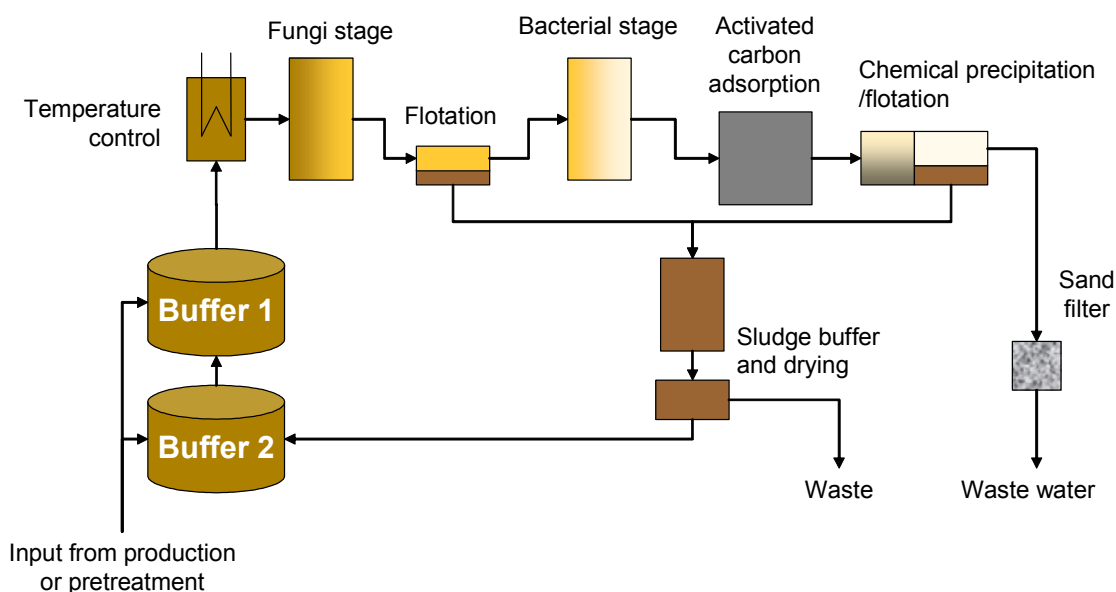 Fungi stage
Bacterial stage
Activated
carbon
adsorption
Chemical precipitation
/flotation
Temperature
control
Flotation
Buffer 1
Sand
filter
Sludge buffer
and drying
Buffer 2
Waste
Waste water
Input from production
or pretreatment